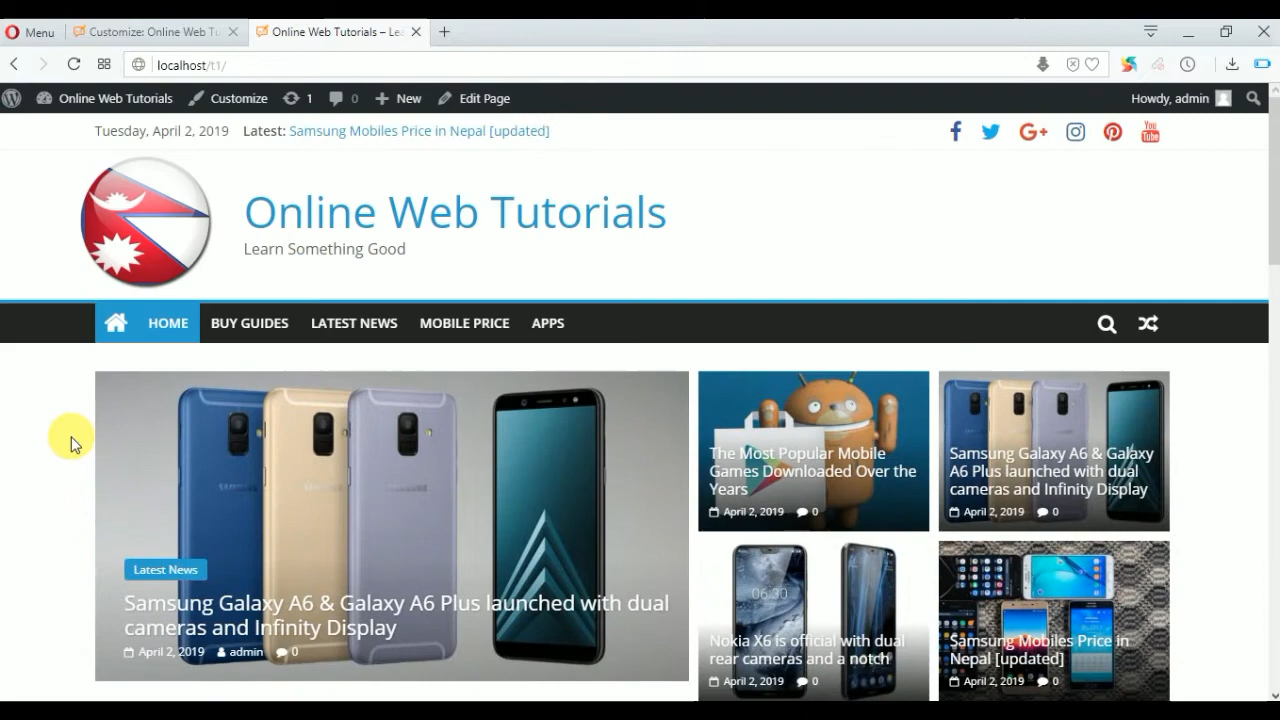 Menu
Customize: Online Web Tu
Online Web Tutorials – Lea
localhost/t1/
Online Web Tutorials
Customize
1
0
New
Edit Page
Howdy, admin
Tuesday, April 2, 2019
Latest: Samsung Mobiles Price in Nepal [updated]
You
Tube
Online Web Tutorials
Learn Something Good
HOME
BUY GUIDES
LATEST NEWS
MOBILE PRICE
APPS
Latest News
Samsung Galaxy A6 & Galaxy A6 Plus launched with dual
cameras and Infinity Display
April 2, 2019 admin 0
The Most Popular Mobile
Games Downloaded Over the
Years
April 2, 2019 0
Samsung Galaxy A6 & Galaxy
A6 Plus launched with dual
cameras and Infinity Display
April 2, 2019 0
06:30
Nokia X6 is official with dual
rear cameras and a notch
April 2, 2019 0
Samsung Mobiles Price in
Nepal [updated]
April 2, 2019 0